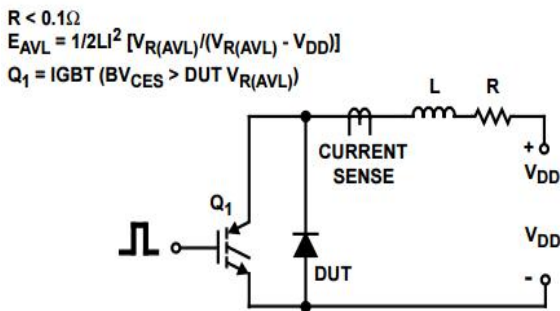 R < 0.1Ω
E_AVL = 1/2LI² [V_R(AVL)/(V_R(AVL) - V_DD)]
Q₁ = IGBT (BV_CES > DUT V_R(AVL))
L
R
CURRENT
SENSE
+
V_DD
Q₁
V_DD
DUT
-